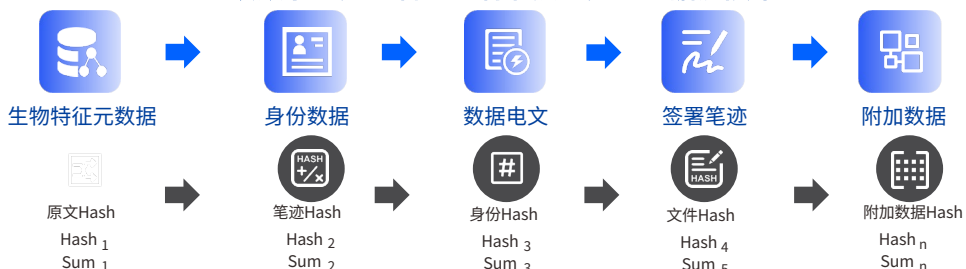 生物特征元数据 身份数据 数据电文 签署笔迹 附加数据
HASH # HASH
原文Hash 笔迹Hash 身份Hash 文件Hash 附加数据Hash
Hash 1 Hash 2 Hash 3 Hash 4 Hash n
Sum 1 Sum 2 Sum 3 Sum 5 Sum n